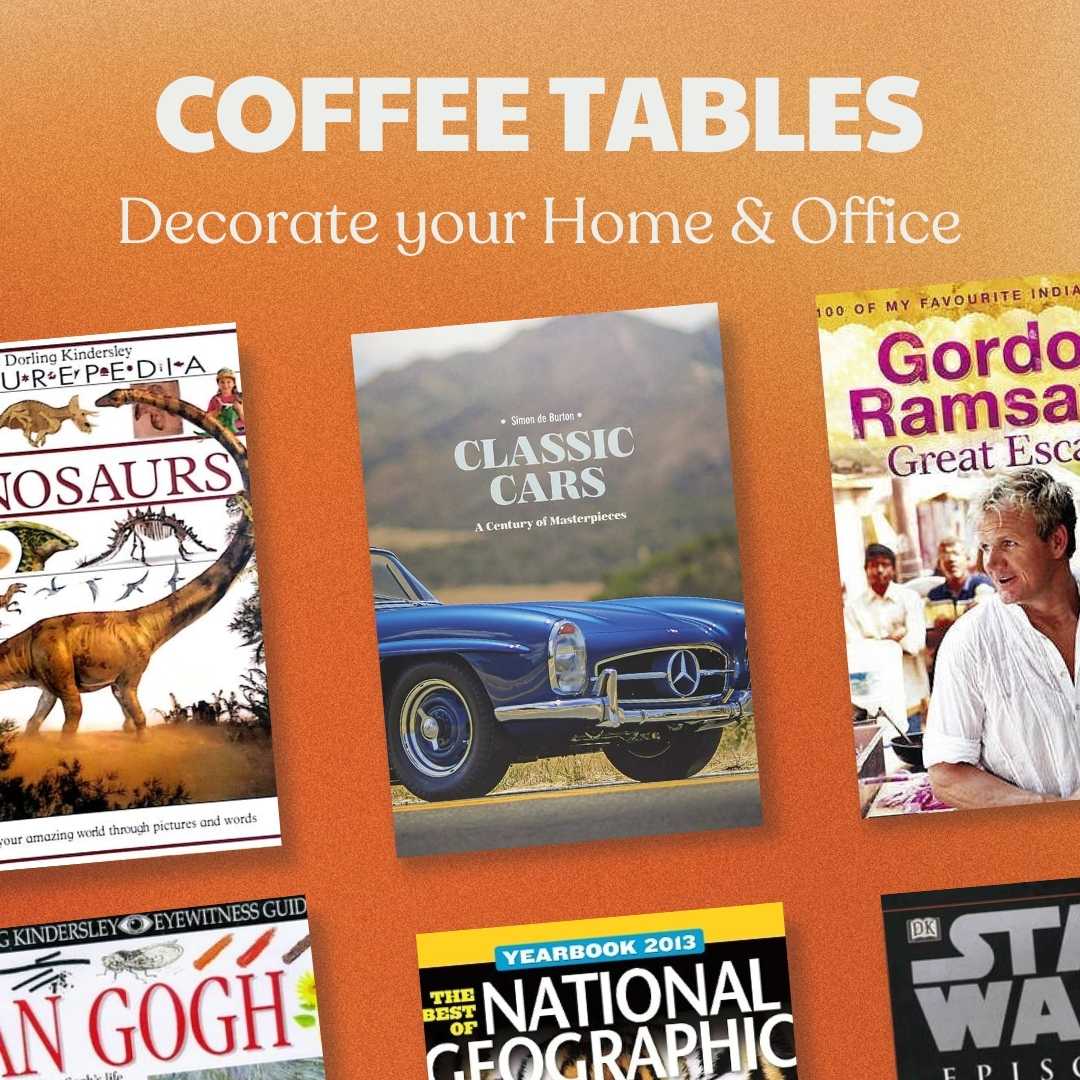 COFFEE TABLES
Decorate your Home & Office
Dorling Kindersley
U•R•E•P•E•D•I•A
NOSAURS
your amazing world through pictures and words
• Simon de Burton •
CLASSIC
CARS
A Century of Masterpieces
100 OF MY FAVOURITE INDIA
Gordo
Ramsa
Great Esca
G KINDERSLEY EYEWITNESS GUID
AN GOGH
YEARBOOK 2013
THE
BEST
OF
NATIONAL
GEOGRAPHIC
DK
STA
WA
EPISO